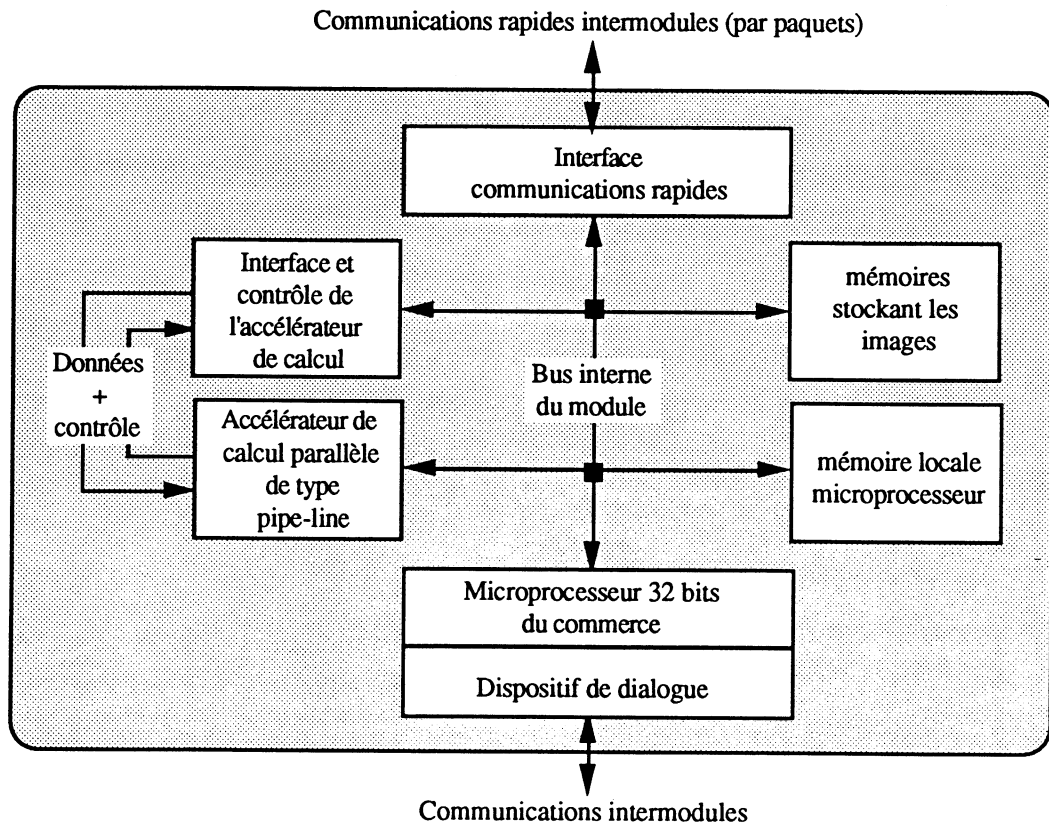 Communications rapides intermodules (par paquets)
Interface
communications rapides
Interface et
contrôle de
l'accélérateur
de calcul
mémoires
stockant les
images
Données
+
contrôle
Bus interne
du module
Accélérateur de
calcul parallèle
de type
pipe-line
mémoire locale
microprocesseur
Microprocesseur 32 bits
du commerce
Dispositif de dialogue
Communications intermodules